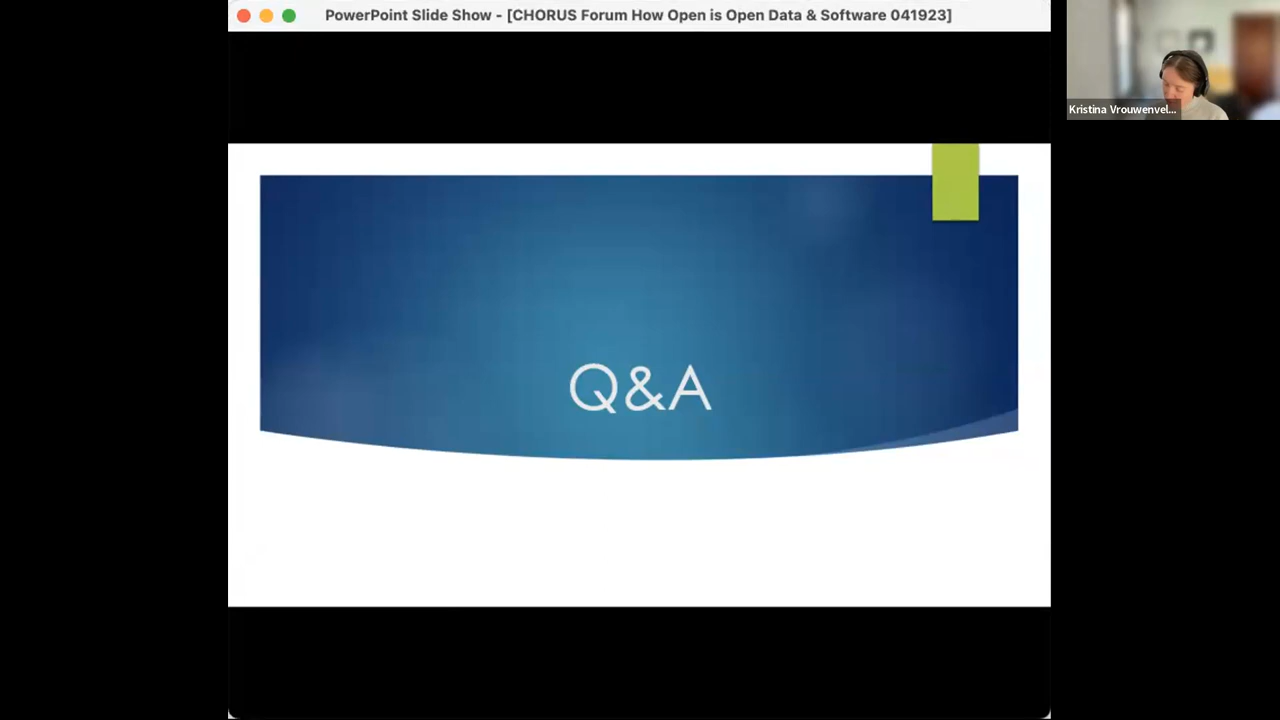 PowerPoint Slide Show - [CHORUS Forum How Open is Open Data & Software 041923]
Kristina Vrouwenvel...
Q&A